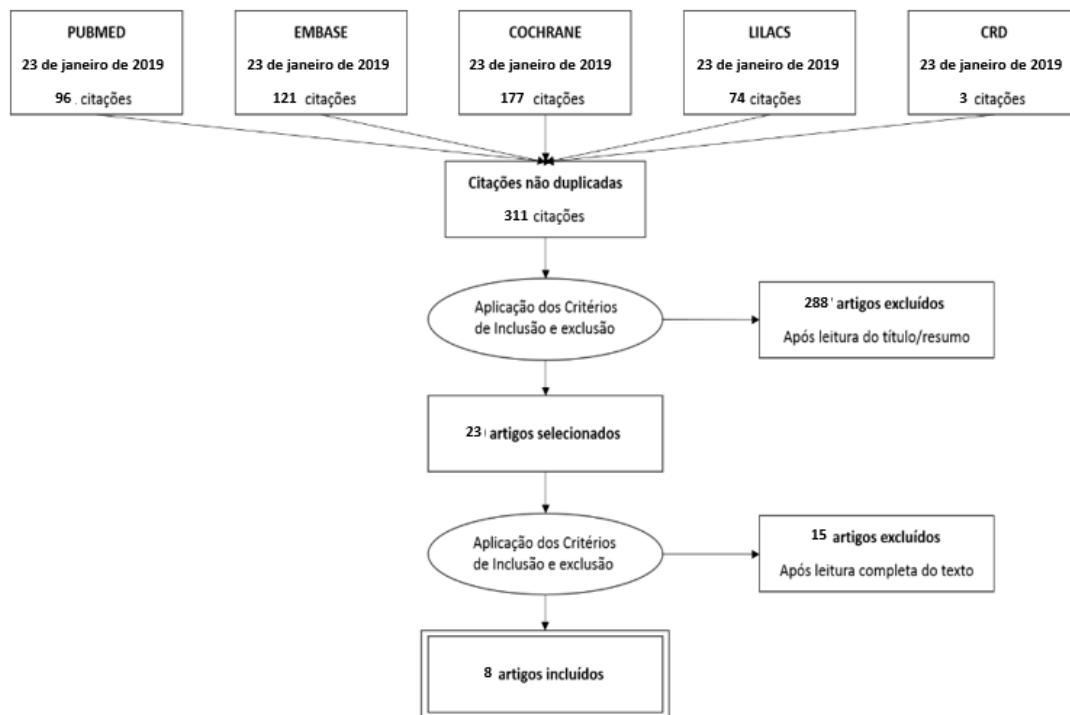 PUBMED
23 de janeiro de 2019
96 citações
EMBASE
23 de janeiro de 2019
121 citações
COCHRANE
23 de janeiro de 2019
177 citações
LILACS
23 de janeiro de 2019
74 citações
CRD
23 de janeiro de 2019
3 citações
Citações não duplicadas
311 citações
Aplicação dos Critérios
de Inclusão e exclusão
288 artigos excluídos
Após leitura do título/resumo
23 artigos selecionados
Aplicação dos Critérios
de Inclusão e exclusão
15 artigos excluídos
Após leitura completa do texto
8 artigos incluídos